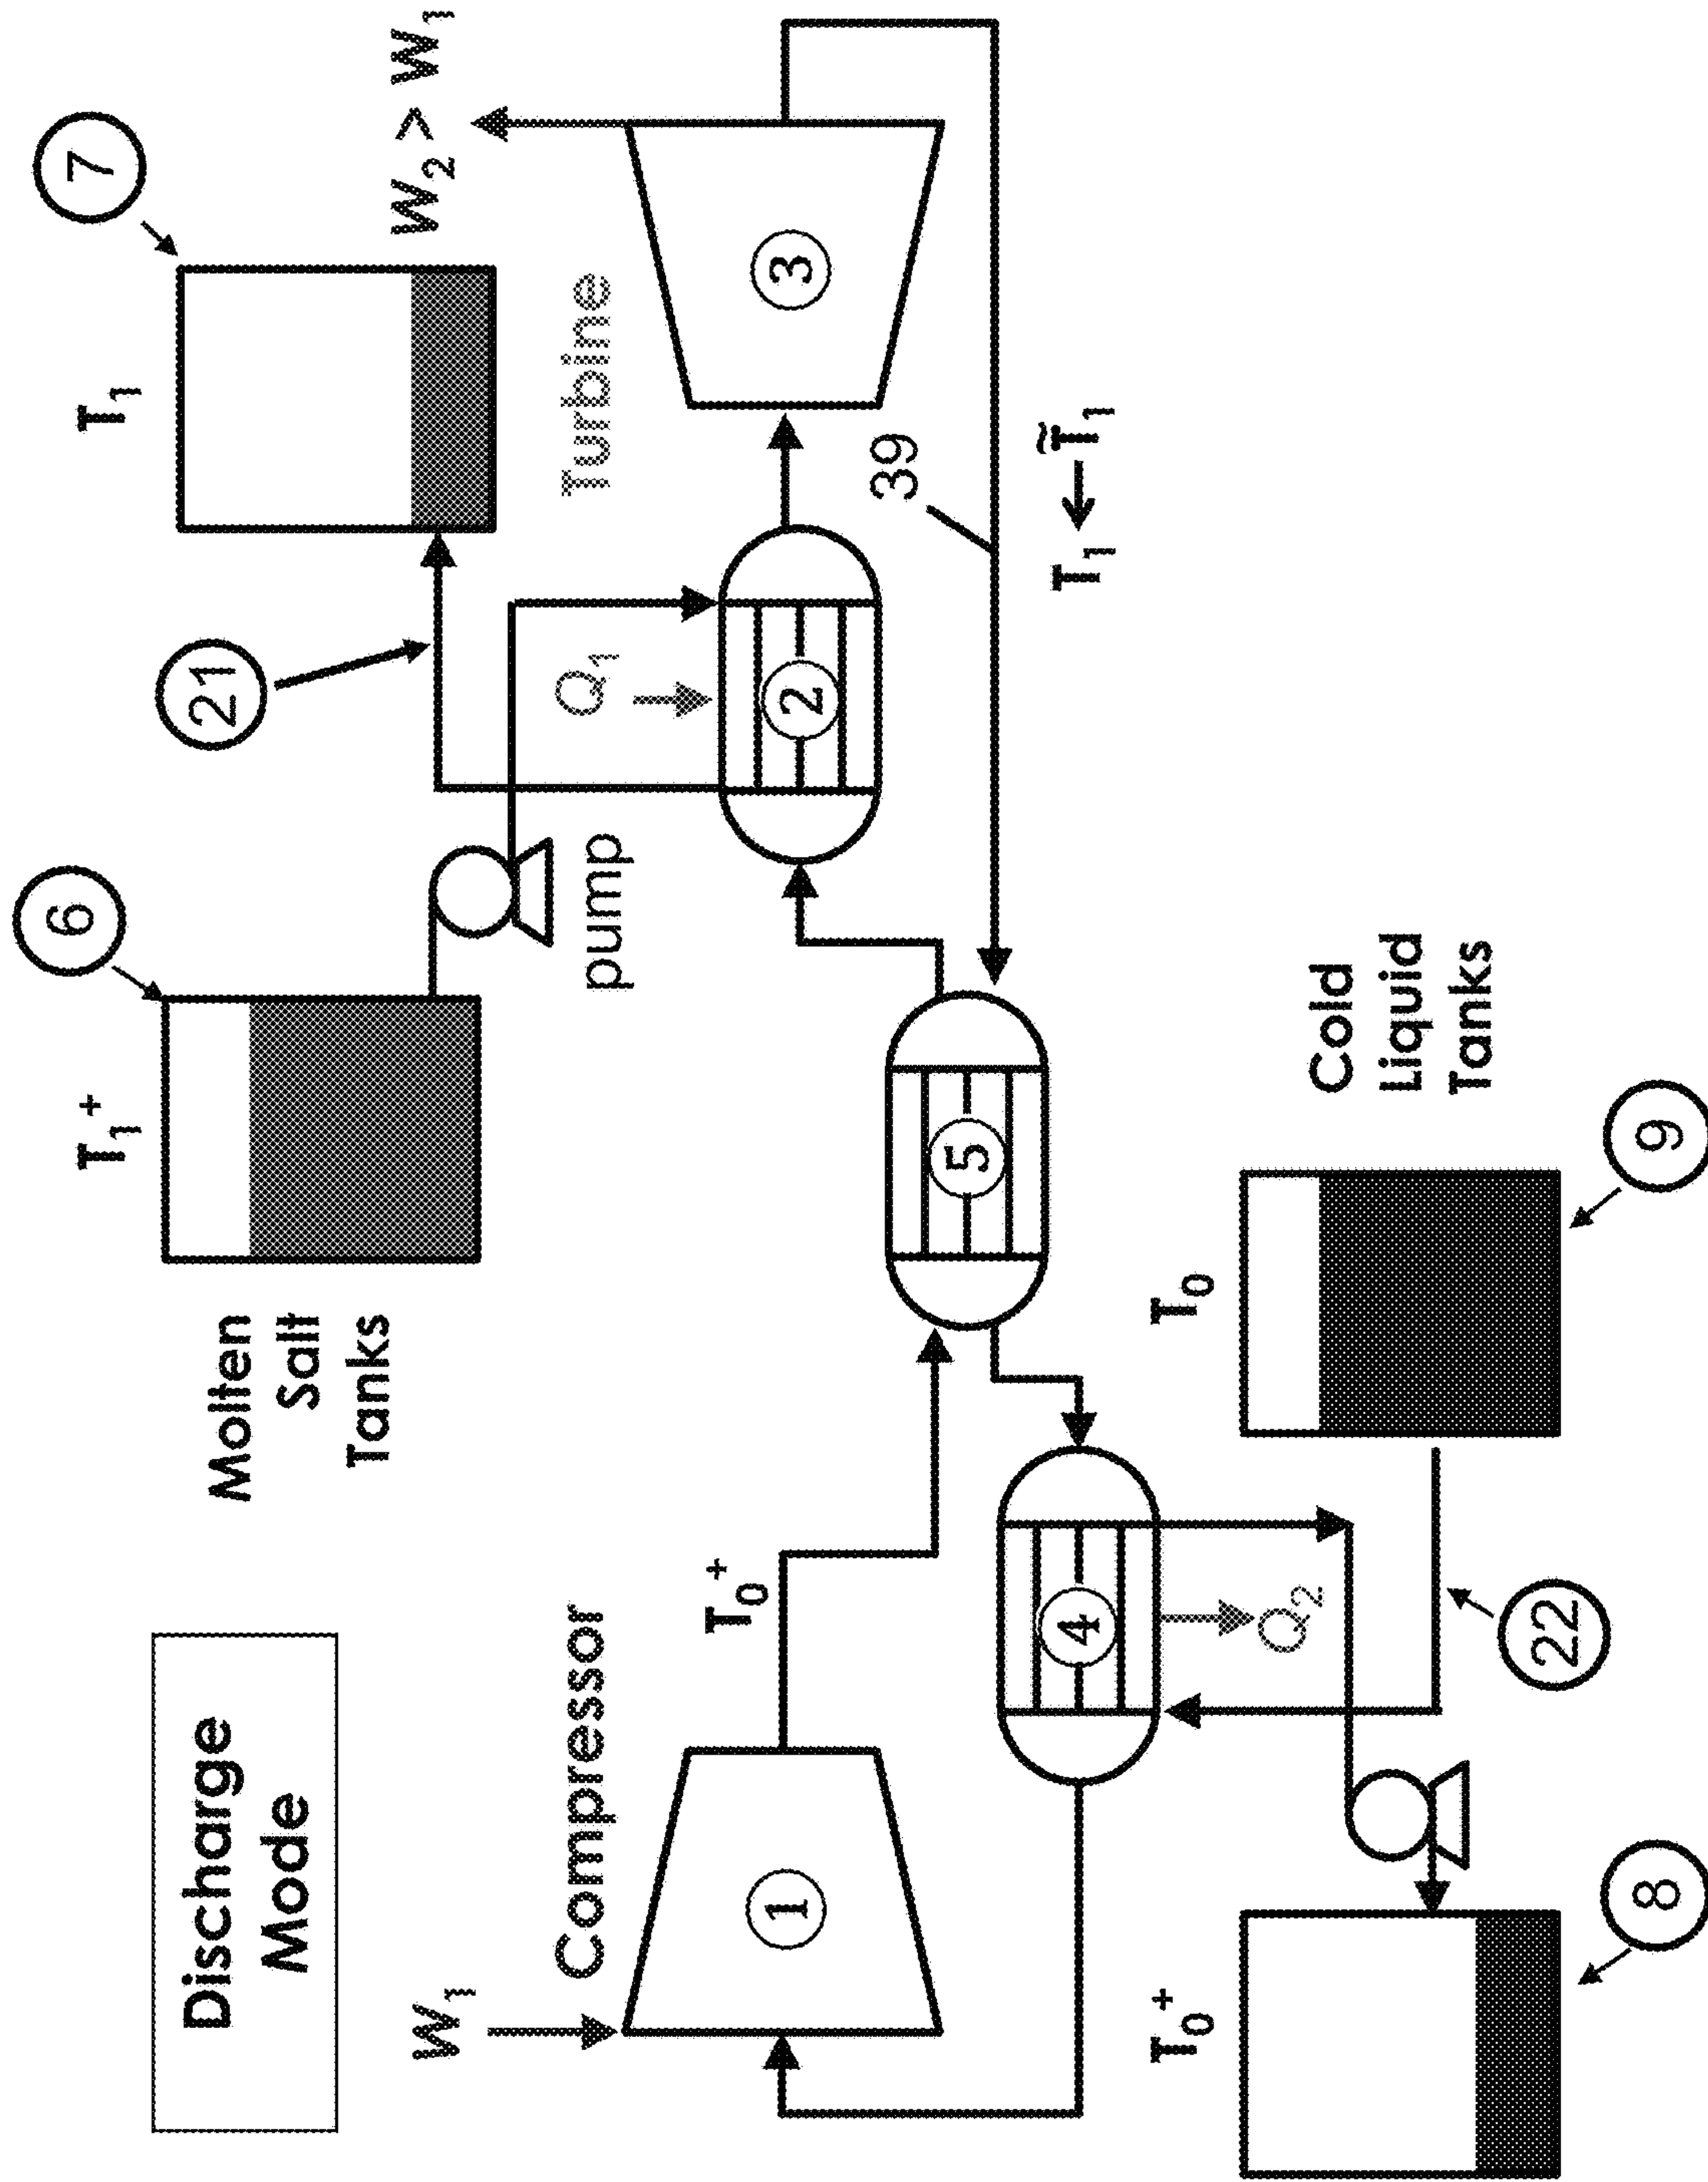 Discharge
Mode
Molten
Salt
Tanks
T₁⁺
6
21
T₁
7
pump
Q₁
Turbine
W₂ > W₁
W₁
Compressor
T₀⁺
1
5
2
3
39
T₁ ← T̃₁
4
Q₂
T₀⁺
8
22
T₀
9
Cold
Liquid
Tanks